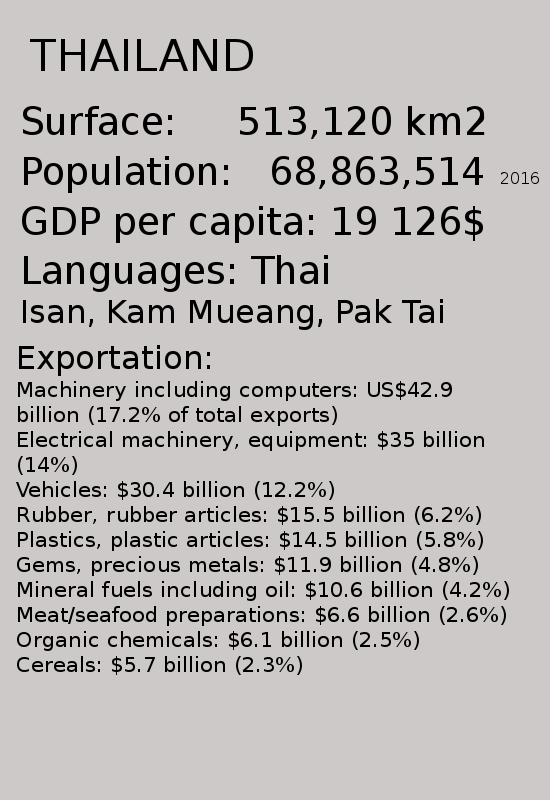 THAILAND
Surface: 513,120 km2
Population: 68,863,514 2016
GDP per capita: 19 126$
Languages: Thai
Isan, Kam Mueang, Pak Tai
Exportation:
Machinery including computers: US$42.9
billion (17.2% of total exports)
Electrical machinery, equipment: $35 billion
(14%)
Vehicles: $30.4 billion (12.2%)
Rubber, rubber articles: $15.5 billion (6.2%)
Plastics, plastic articles: $14.5 billion (5.8%)
Gems, precious metals: $11.9 billion (4.8%)
Mineral fuels including oil: $10.6 billion (4.2%)
Meat/seafood preparations: $6.6 billion (2.6%)
Organic chemicals: $6.1 billion (2.5%)
Cereals: $5.7 billion (2.3%)